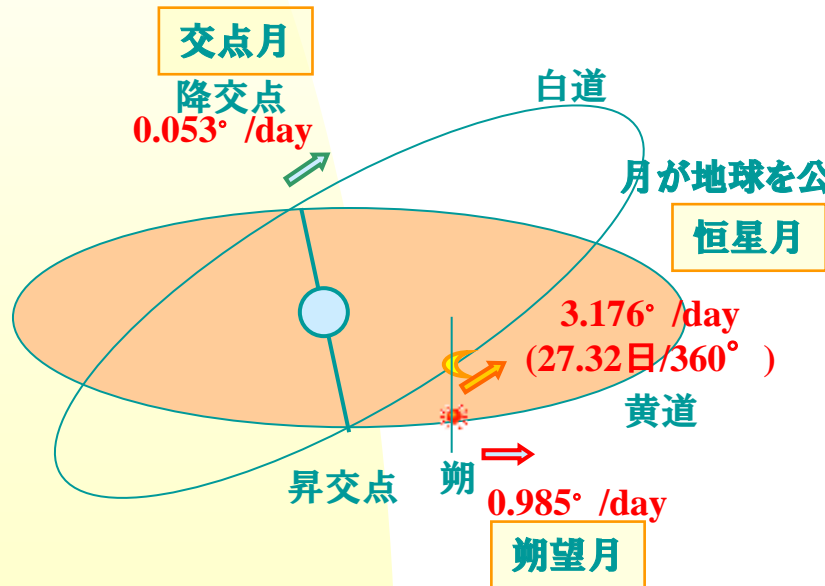 交点月
降交点
0.053° /day
白道
月が地球を公
恒星月
3.176° /day
(27.32日/360° )
黄道
昇交点
朔
0.985° /day
朔望月